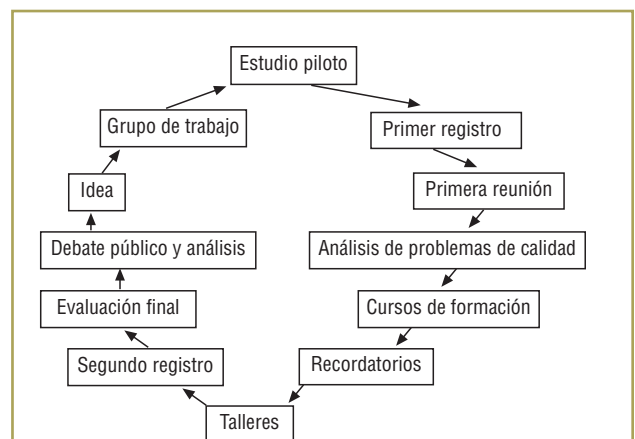 Estudio piloto
Grupo de trabajo
Primer registro
Idea
Primera reunión
Debate público y análisis
Análisis de problemas de calidad
Evaluación final
Cursos de formación
Segundo registro
Recordatorios
Talleres